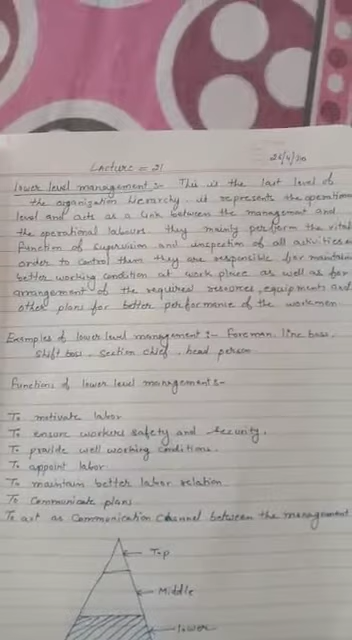 Lecture = 21
26/4/20
lower level management :- This is the last level of
the organization hierarchy. it represents the operation
level and acts as a link between the management and
the operational labours. they mainly perform the vital
function of supervision and inspection of all activities
order to control them they are responsible for
better working condition at work place as well as for
arrangement of the required resources, equipments and
other plans for better performance of the workmen.
Examples of lower level management :- Foreman, line boss,
shift boss, section chief, head person
Functions of lower level management :-
To motivate labor
To ensure workers safety and security.
To provide well working conditions.
To appoint labor
To maintain better labor relation
To communicate plans
To act as communication channel between the management
Top
Middle
lower